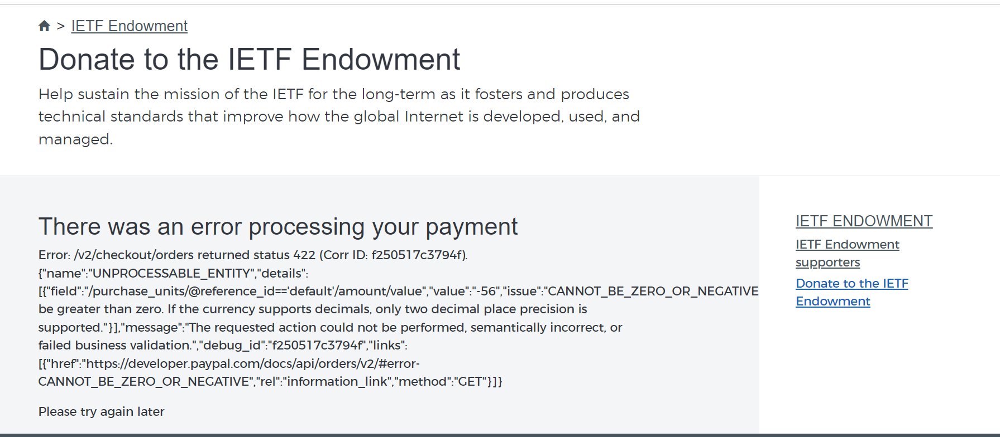 > IETF Endowment
Donate to the IETF Endowment
Help sustain the mission of the IETF for the long-term as it fosters and produces
technical standards that improve how the global Internet is developed, used, and
managed.
There was an error processing your payment
Error: /v2/checkout/orders returned status 422 (Corr ID: f250517c3794f).
{"name":"UNPROCESSABLE_ENTITY","details":
[{"field":"/purchase_units/@reference_id=='default'/amount/value","value":"-56","issue":"CANNOT_BE_ZERO_OR_NEGATIVE
be greater than zero. If the currency supports decimals, only two decimal place precision is
supported."}],"message":"The requested action could not be performed, semantically incorrect, or
failed business validation.","debug_id":"f250517c3794f","links":
[{"href":"https://developer.paypal.com/docs/api/orders/v2/#error-
CANNOT_BE_ZERO_OR_NEGATIVE","rel":"information_link","method":"GET"}]}
Please try again later
IETF ENDOWMENT
IETF Endowment
supporters
Donate to the IETF
Endowment